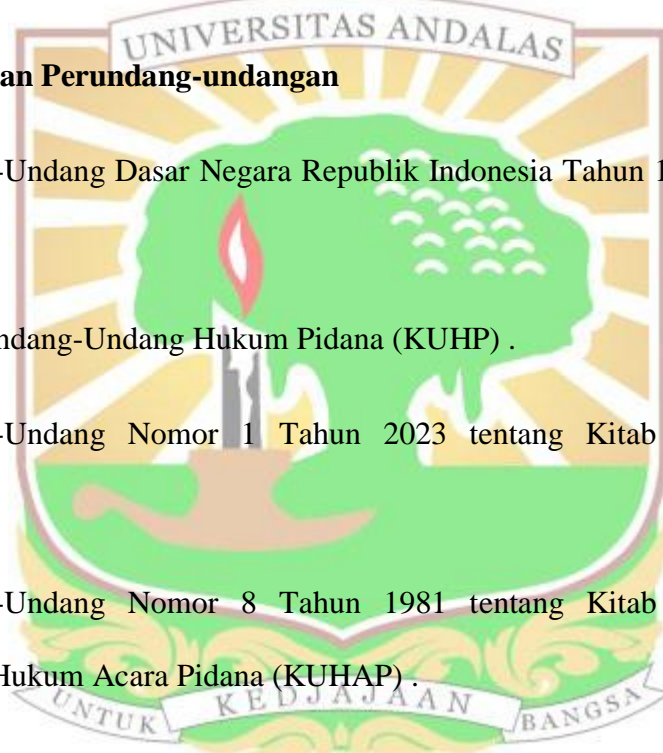 UNIVERSITAS ANDALAS
an Perundang-undangan
-Undang Dasar Negara Republik Indonesia Tahun 1
ndang-Undang Hukum Pidana (KUHP) .
-Undang Nomor 1 Tahun 2023 tentang Kitab
-Undang Nomor 8 Tahun 1981 tentang Kitab
Hukum Acara Pidana (KUHAP) .
UNTUK KEDJAJAAN BANGSA